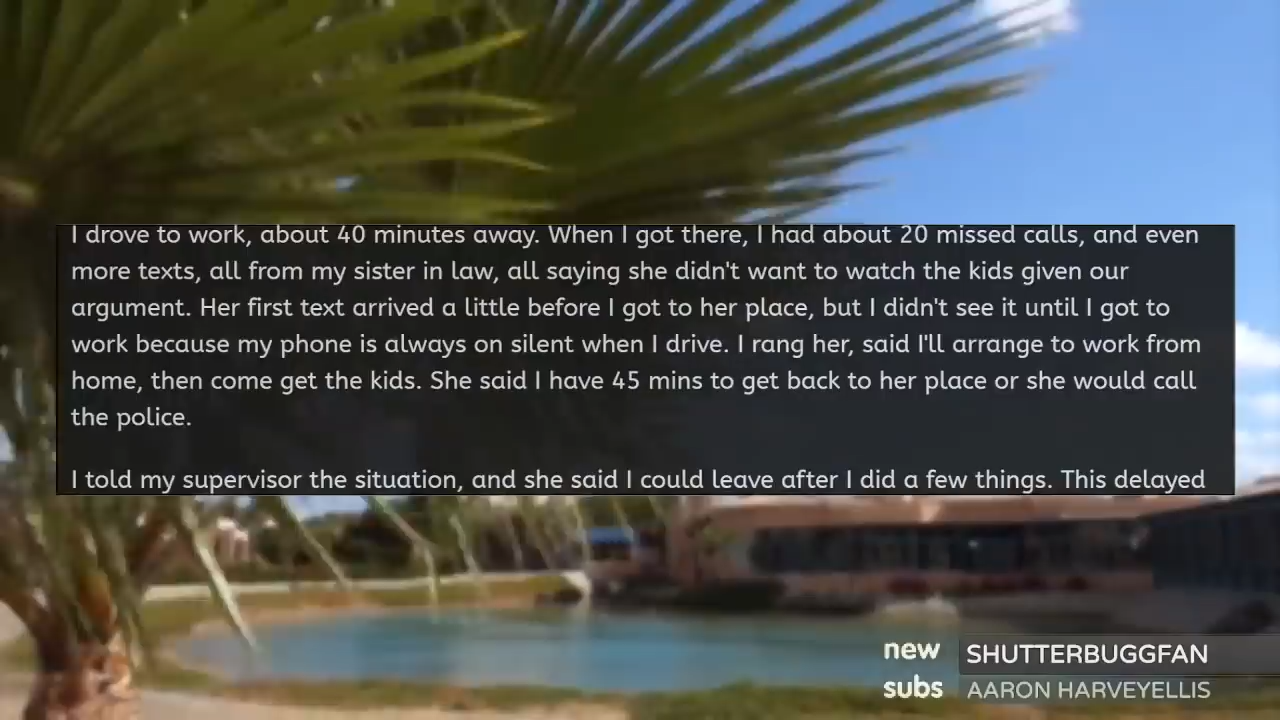 I drove to work, about 40 minutes away. When I got there, I had about 20 missed calls, and even
more texts, all from my sister in law, all saying she didn't want to watch the kids given our
argument. Her first text arrived a little before I got to her place, but I didn't see it until I got to
work because my phone is always on silent when I drive. I rang her, said I'll arrange to work from
home, then come get the kids. She said I have 45 mins to get back to her place or she would call
the police.
I told my supervisor the situation, and she said I could leave after I did a few things. This delayed
new SHUTTERBUGGFAN
subs AARON HARVEYELLIS